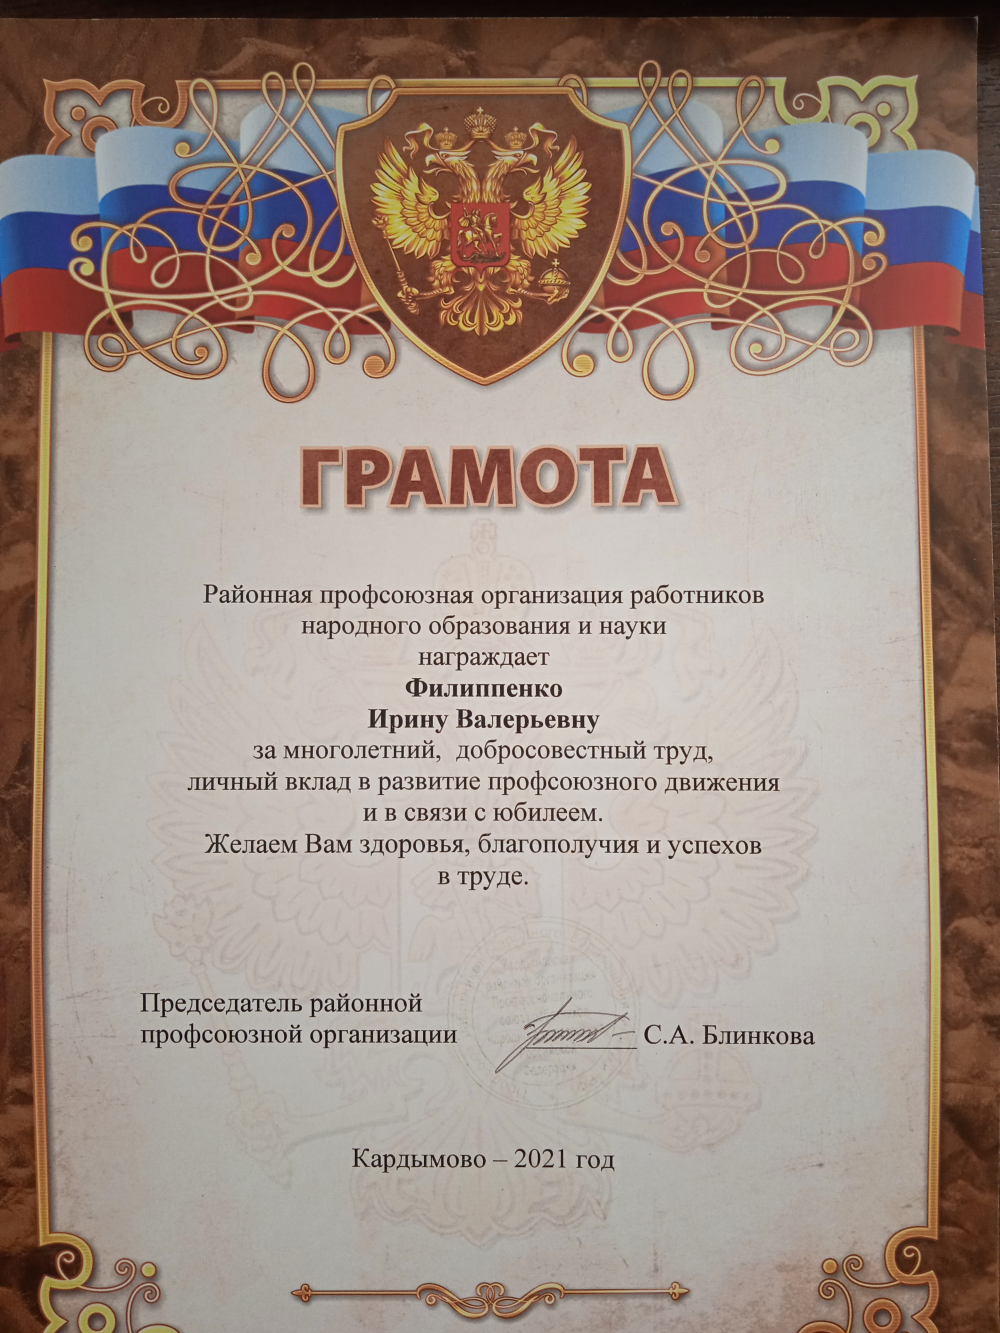 ГРАМОТА
Районная профсоюзная организация работников
народного образования и науки
награждает
Филиппенко
Ирину Валерьевну
за многолетний,  добросовестный труд,
личный вклад в развитие профсоюзного движения
и в связи с юбилеем.
Желаем Вам здоровья, благополучия и успехов
в труде.
Председатель районной
профсоюзной организации
С.А. Блинкова
Кардымово – 2021 год